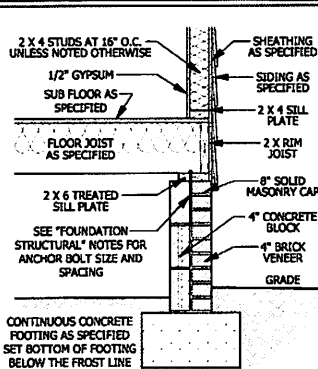 2 X 4 STUDS AT 16" O.C.
UNLESS NOTED OTHERWISE
1/2" GYPSUM
SUB FLOOR AS
SPECIFIED
FLOOR JOIST
AS SPECIFIED
2 X 6 TREATED
SILL PLATE
SEE "FOUNDATION
STRUCTURAL" NOTES FOR
ANCHOR BOLT SIZE AND
SPACING
CONTINUOUS CONCRETE
FOOTING AS SPECIFIED
SET BOTTOM OF FOOTING
BELOW THE FROST LINE
SHEATHING
AS SPECIFIED
SIDING AS
SPECIFIED
2 X 4 SILL
PLATE
2 X RIM
JOIST
8" SOLID
MASONRY CAP
4" CONCRETE
BLOCK
4" BRICK
VENEER
GRADE